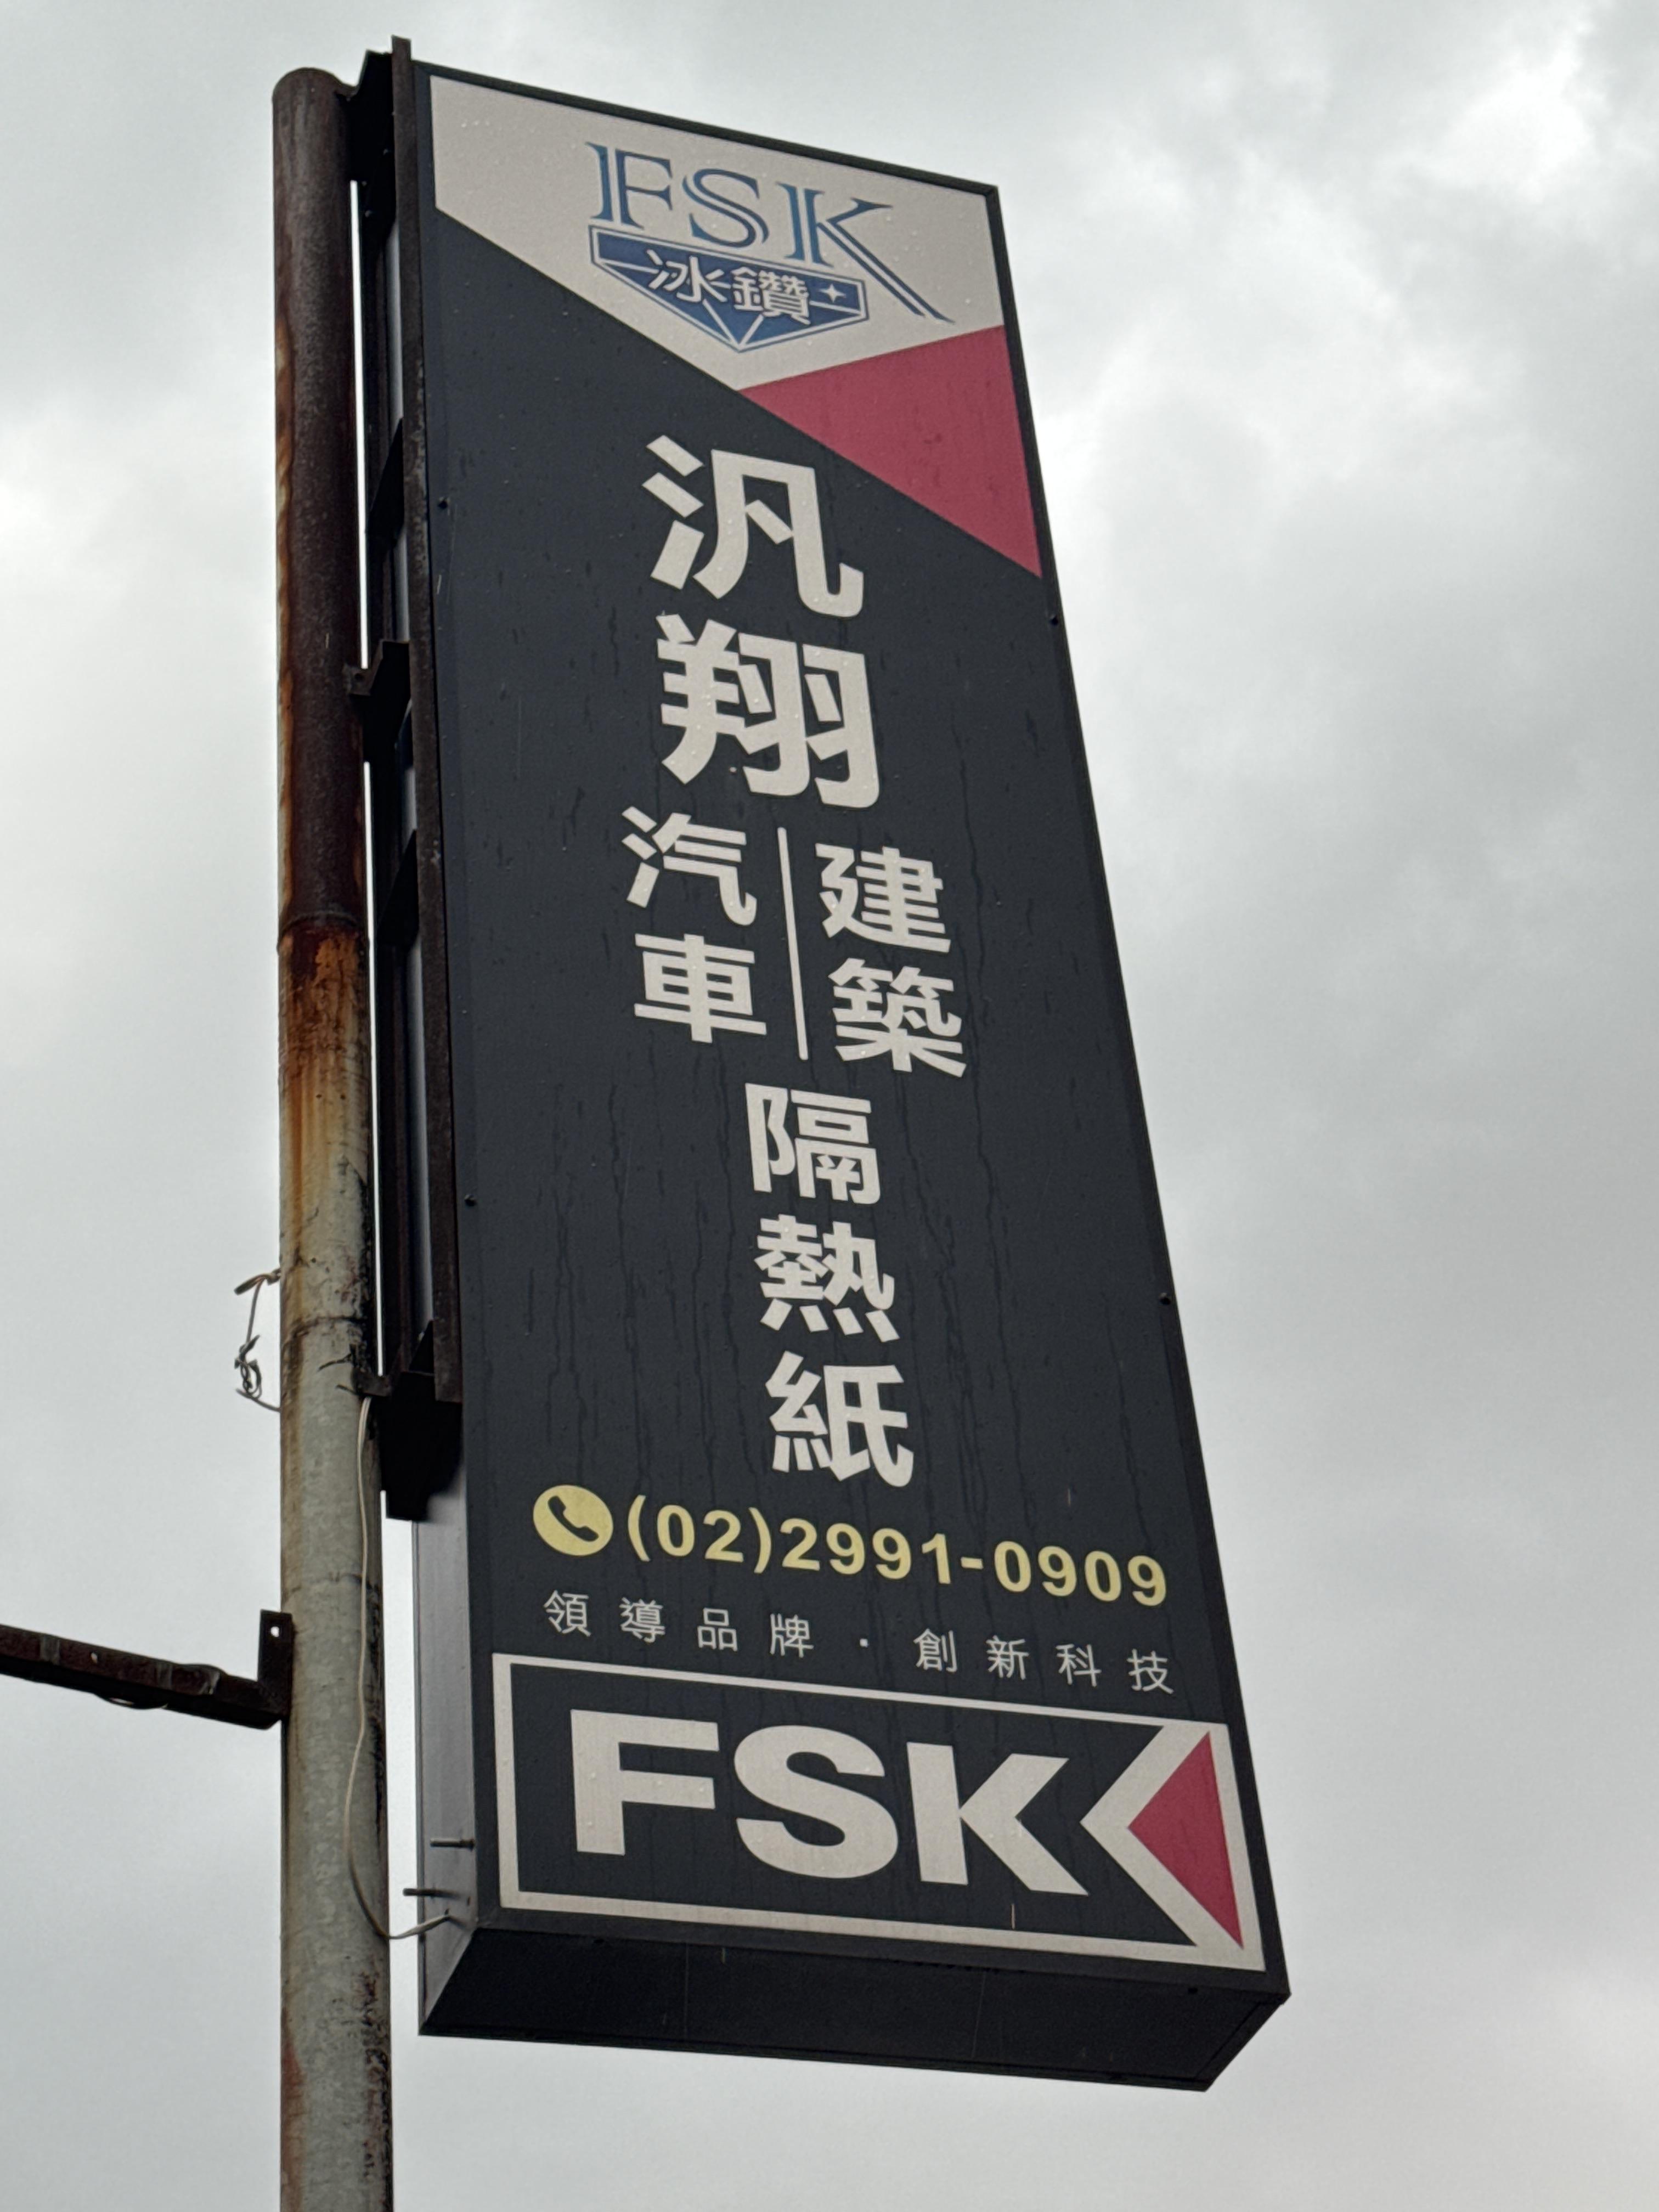 FSK
冰鑽
汎翔
汽車
建築
隔熱紙
(02)2991-0909
領導品牌．創新科技
FSK